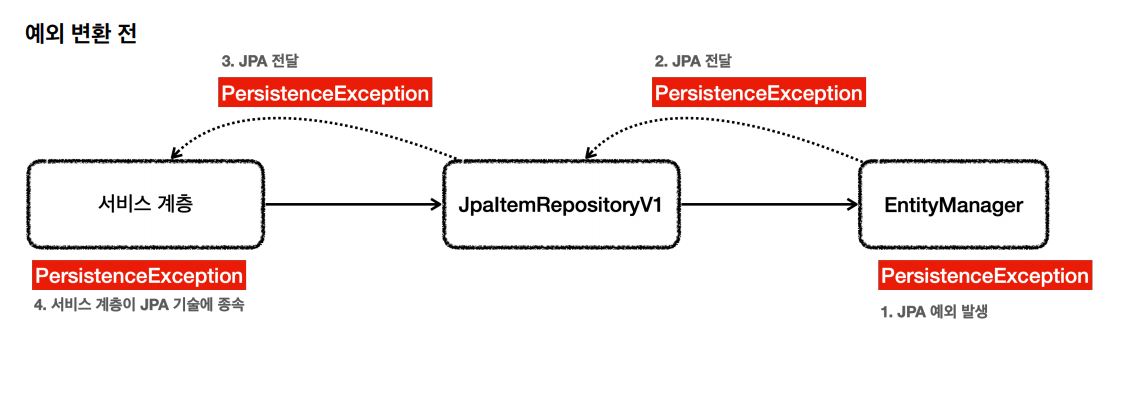 예외 변환 전
3. JPA 전달
PersistenceException
2. JPA 전달
PersistenceException
서비스 계층
JpaItemRepositoryV1
EntityManager
PersistenceException
4. 서비스 계층이 JPA 기술에 종속
PersistenceException
1. JPA 예외 발생